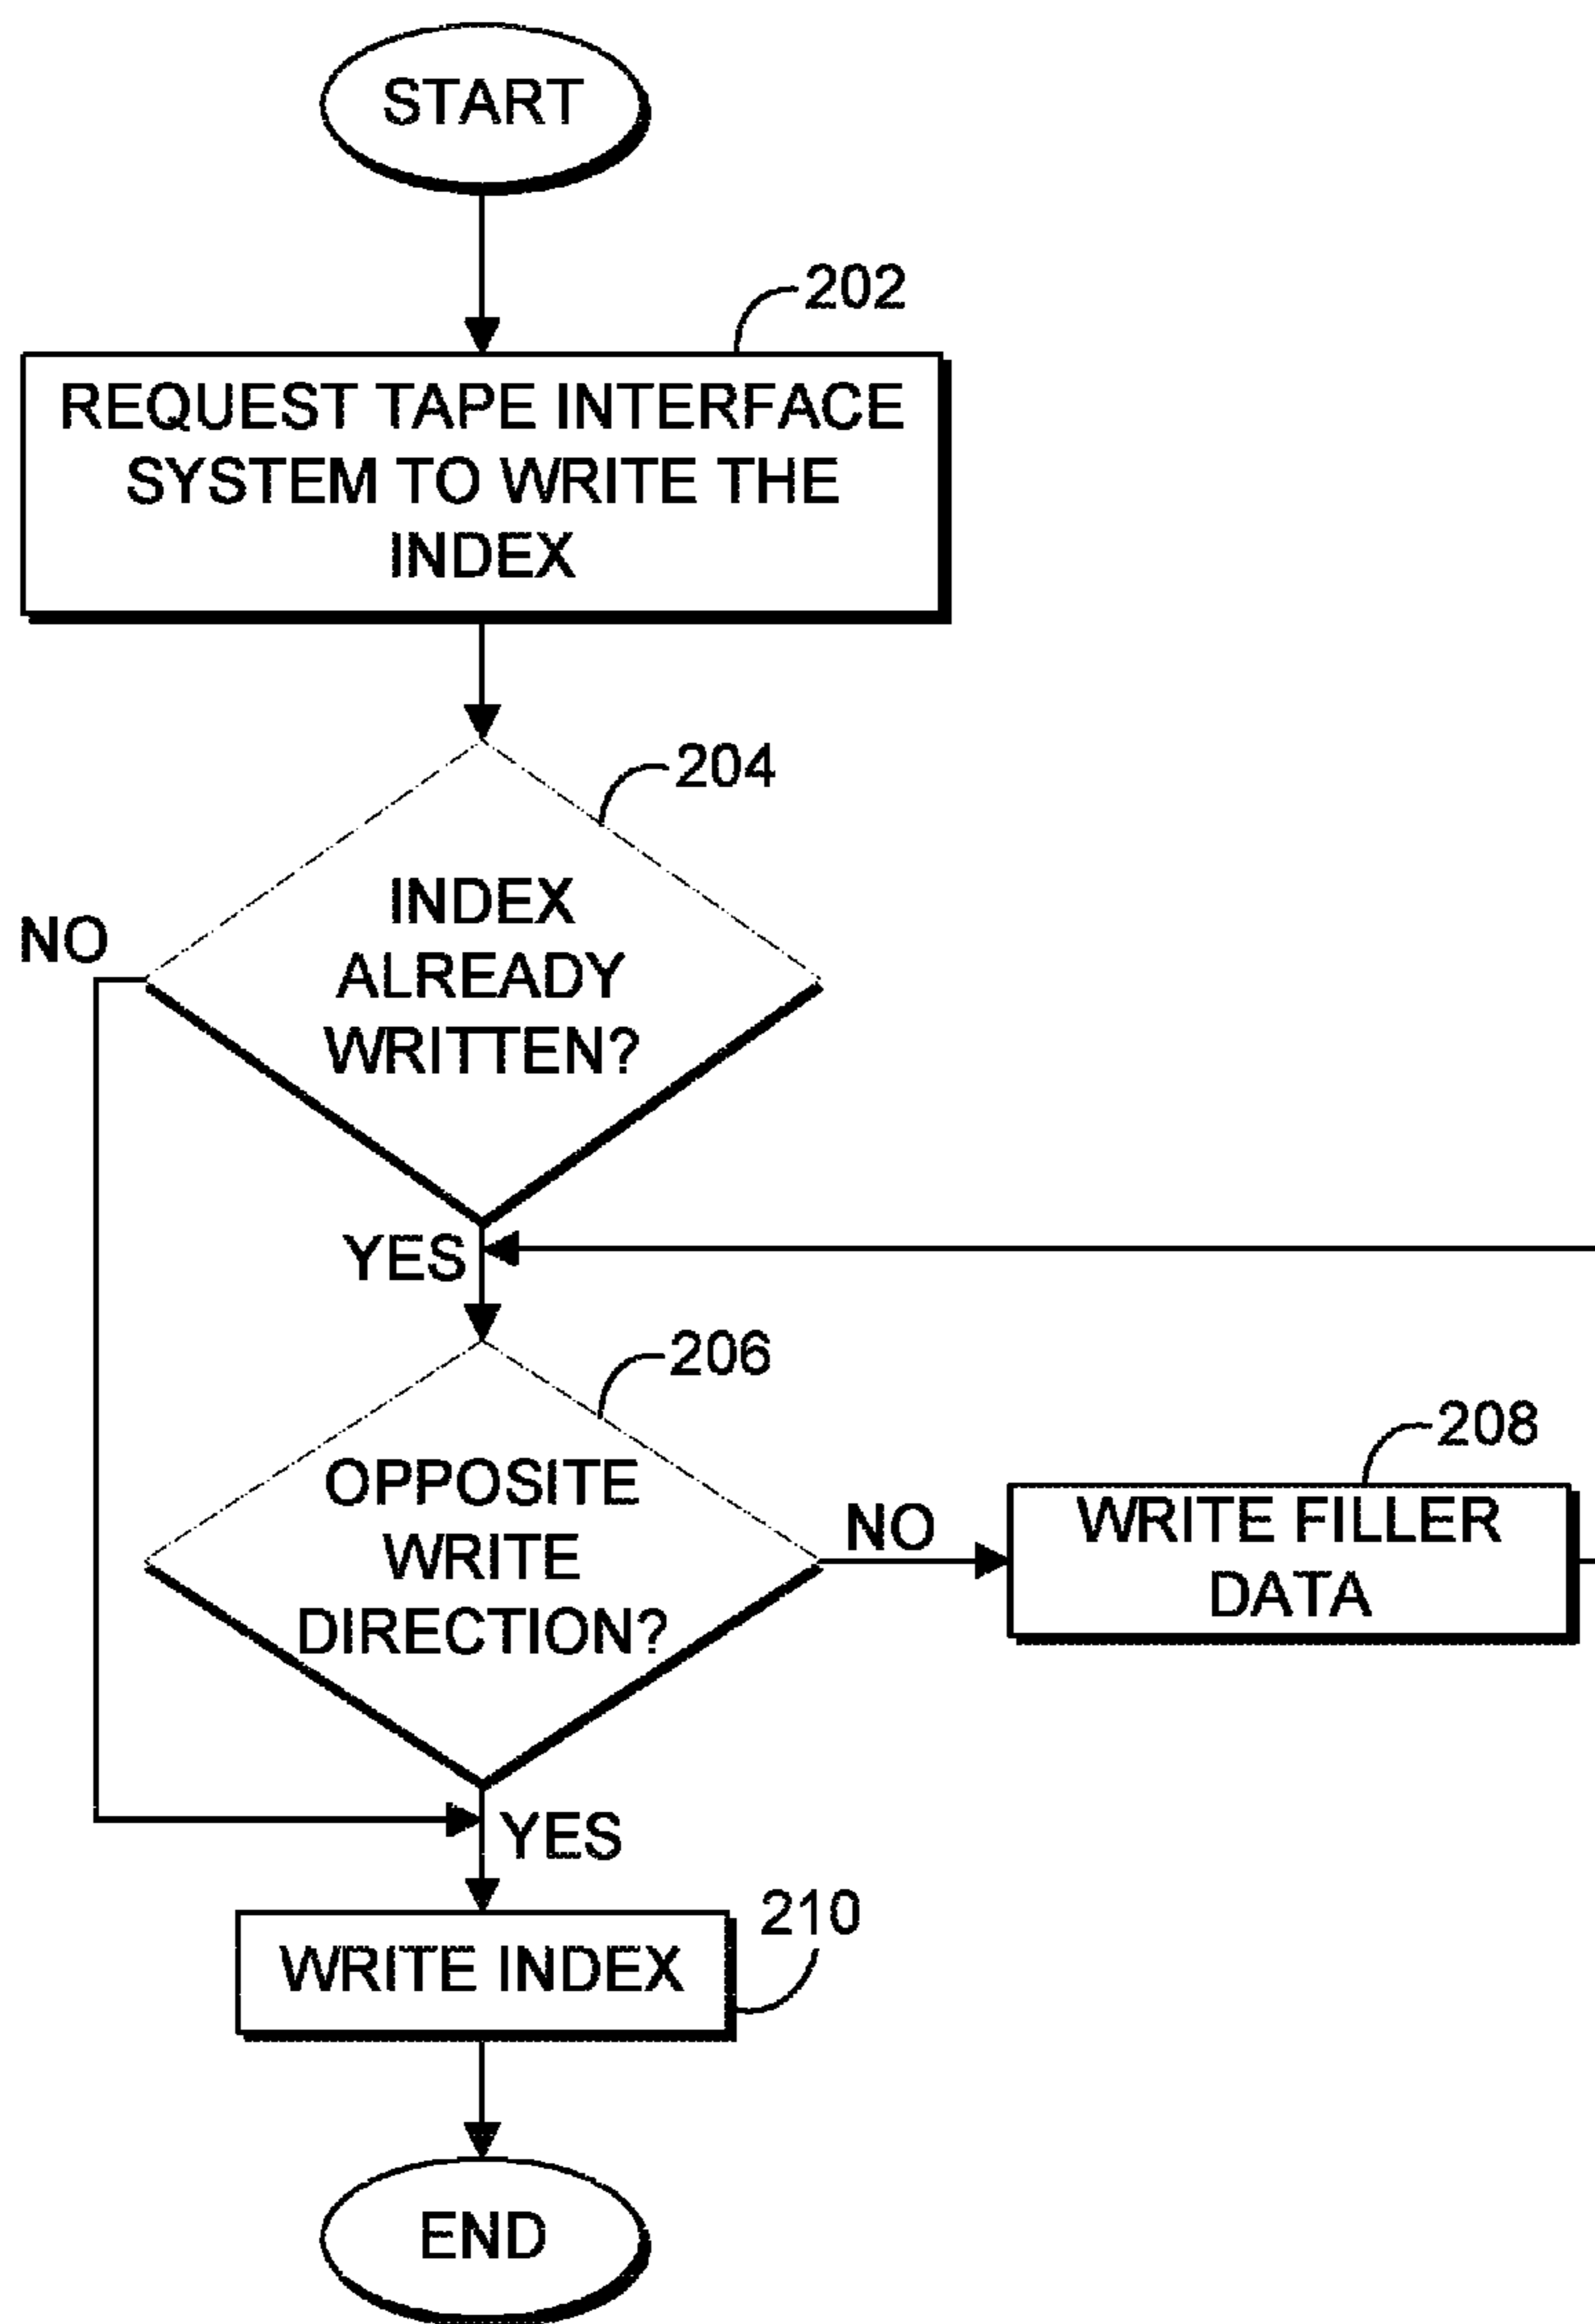 START
202
REQUEST TAPE INTERFACE
SYSTEM TO WRITE THE
INDEX
204
INDEX
ALREADY
WRITTEN?
NO
YES
206
OPPOSITE
WRITE
DIRECTION?
NO
208
WRITE FILLER
DATA
YES
210
WRITE INDEX
END